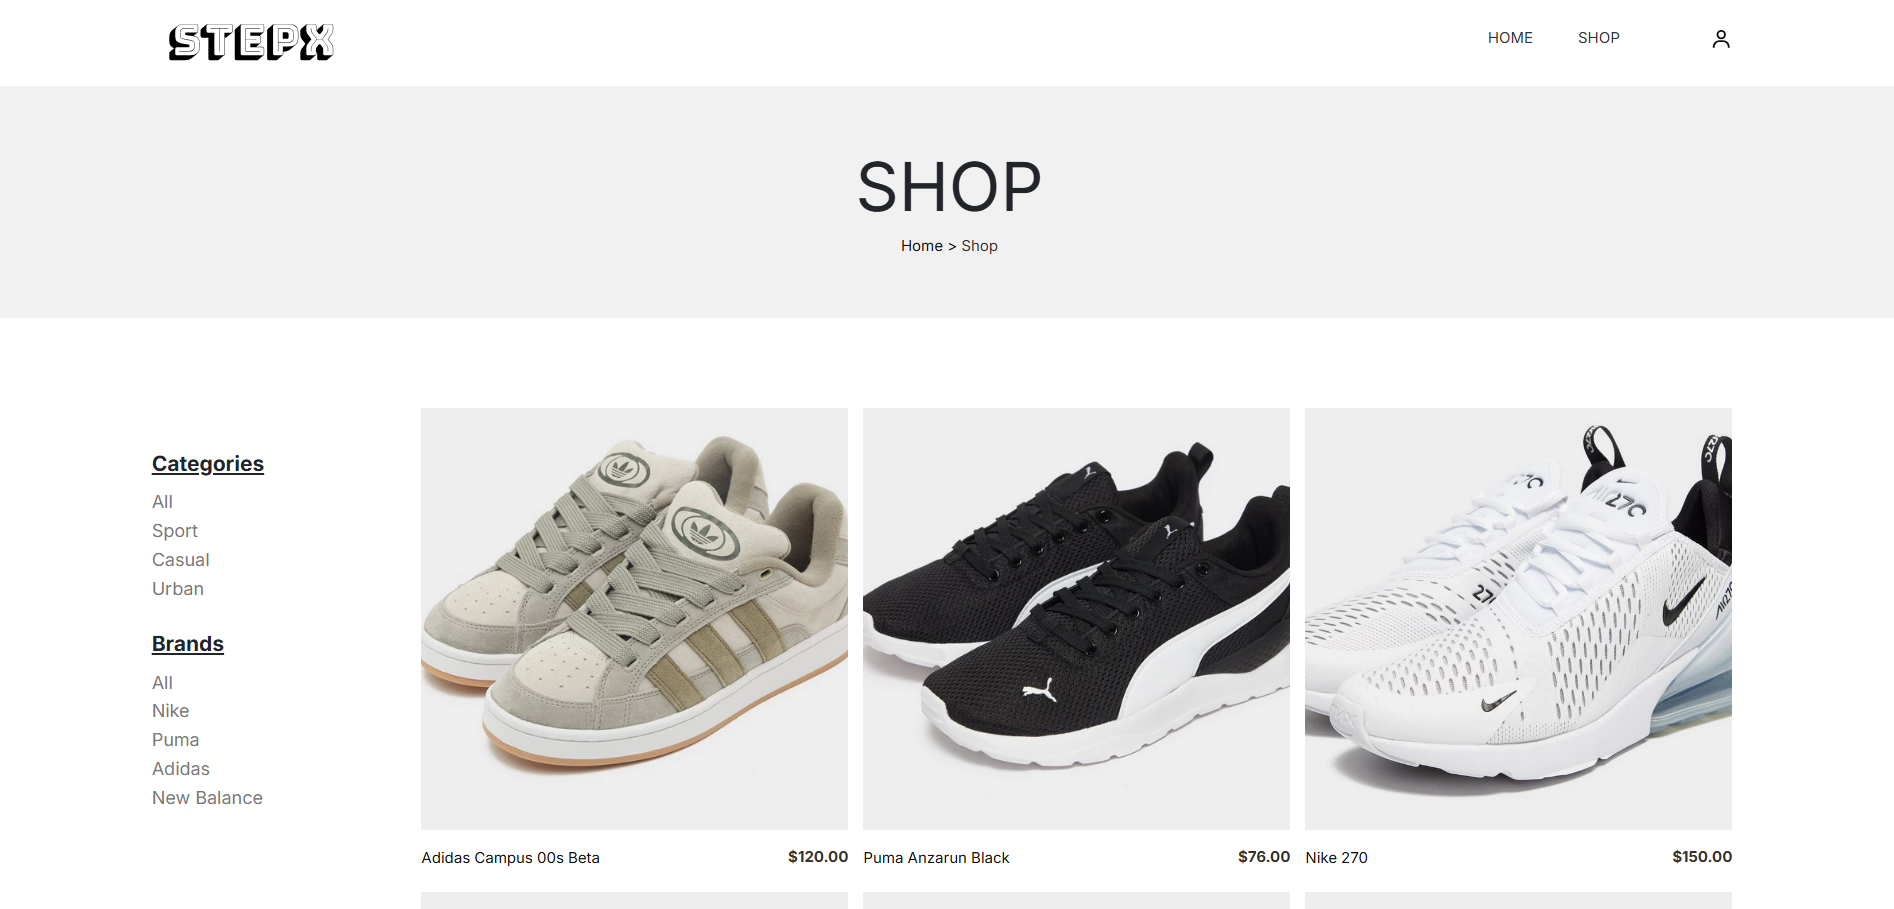 STEPX
HOME
SHOP
SHOP
Home > Shop
Categories
All
Sport
Casual
Urban
Brands
All
Nike
Puma
Adidas
New Balance
Adidas Campus 00s Beta
$120.00
Puma Anzarun Black
$76.00
Nike 270
$150.00